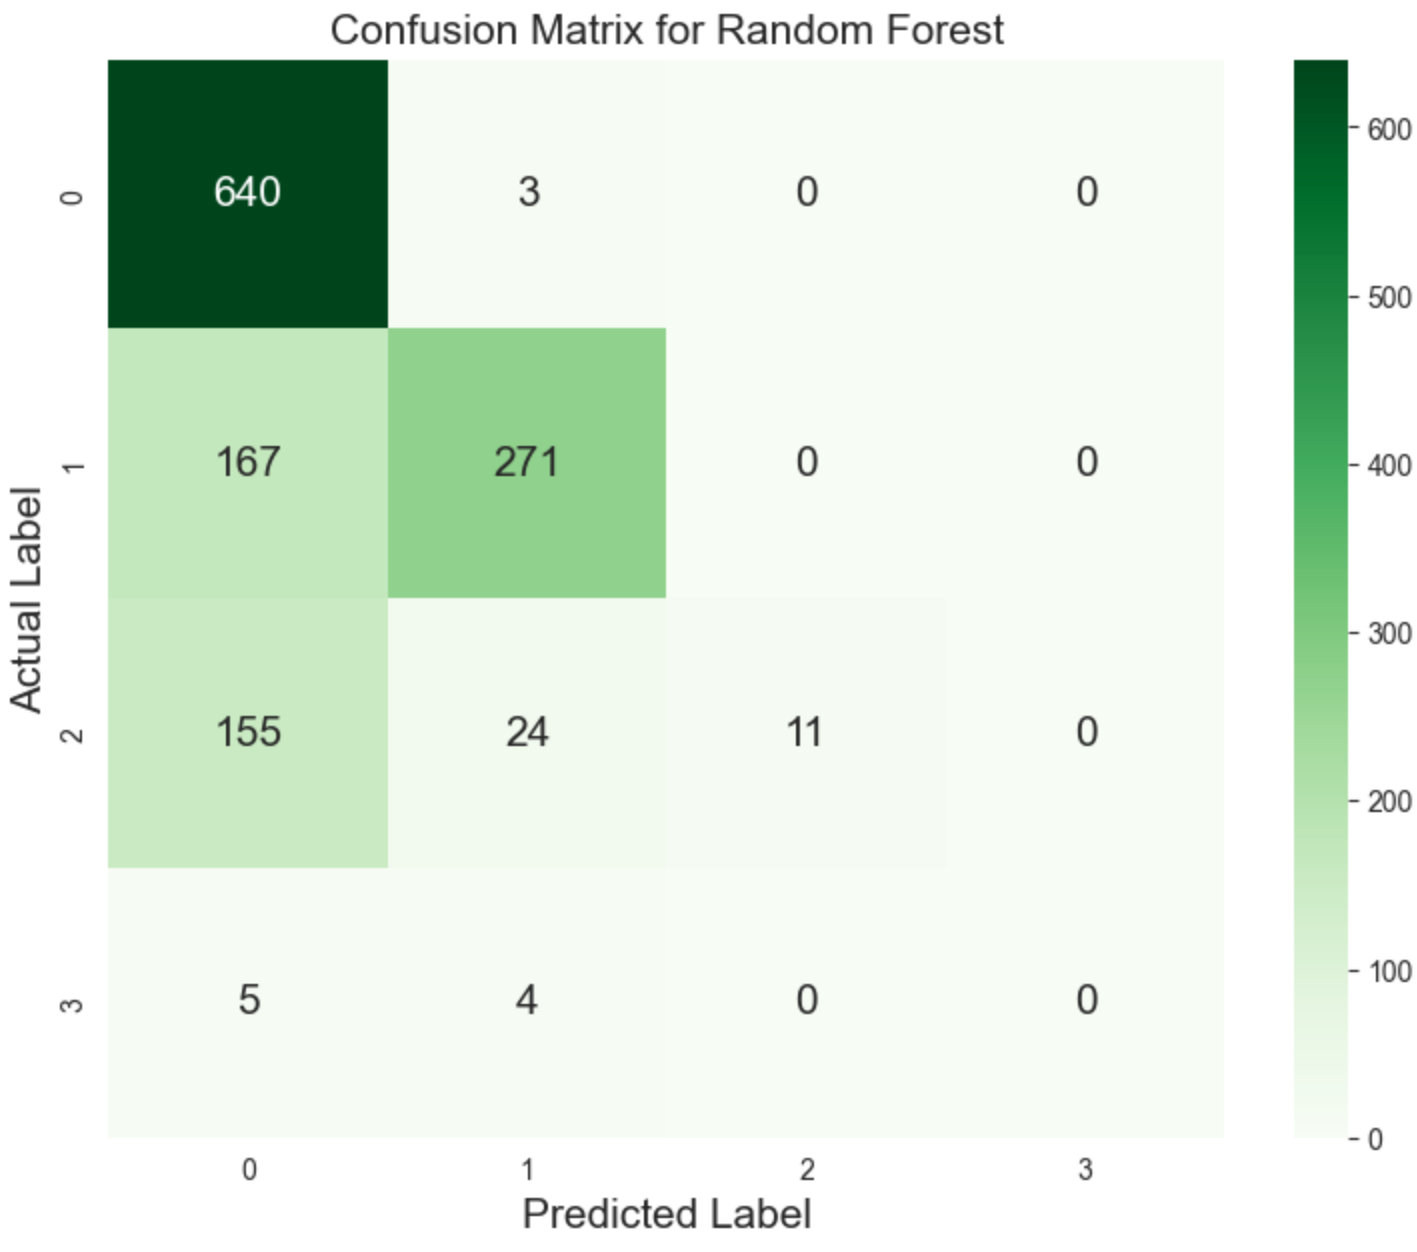 Confusion Matrix for Random Forest
0 640 3 0 0
1 167 271 0 0
2 155 24 11 0
3 5 4 0 0
0 1 2 3
Predicted Label
Actual Label
600
500
400
300
200
100
0